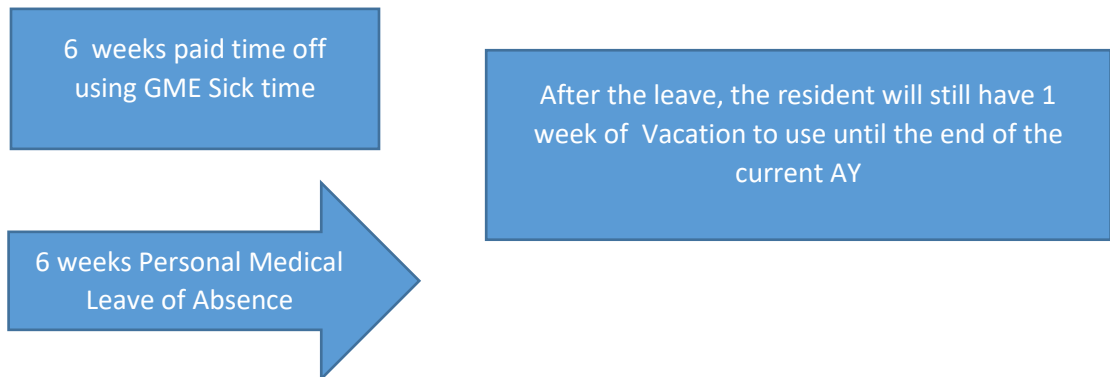 6 weeks paid time off
using GME Sick time
6 weeks Personal Medical
Leave of Absence
After the leave, the resident will still have 1
week of Vacation to use until the end of the
current AY